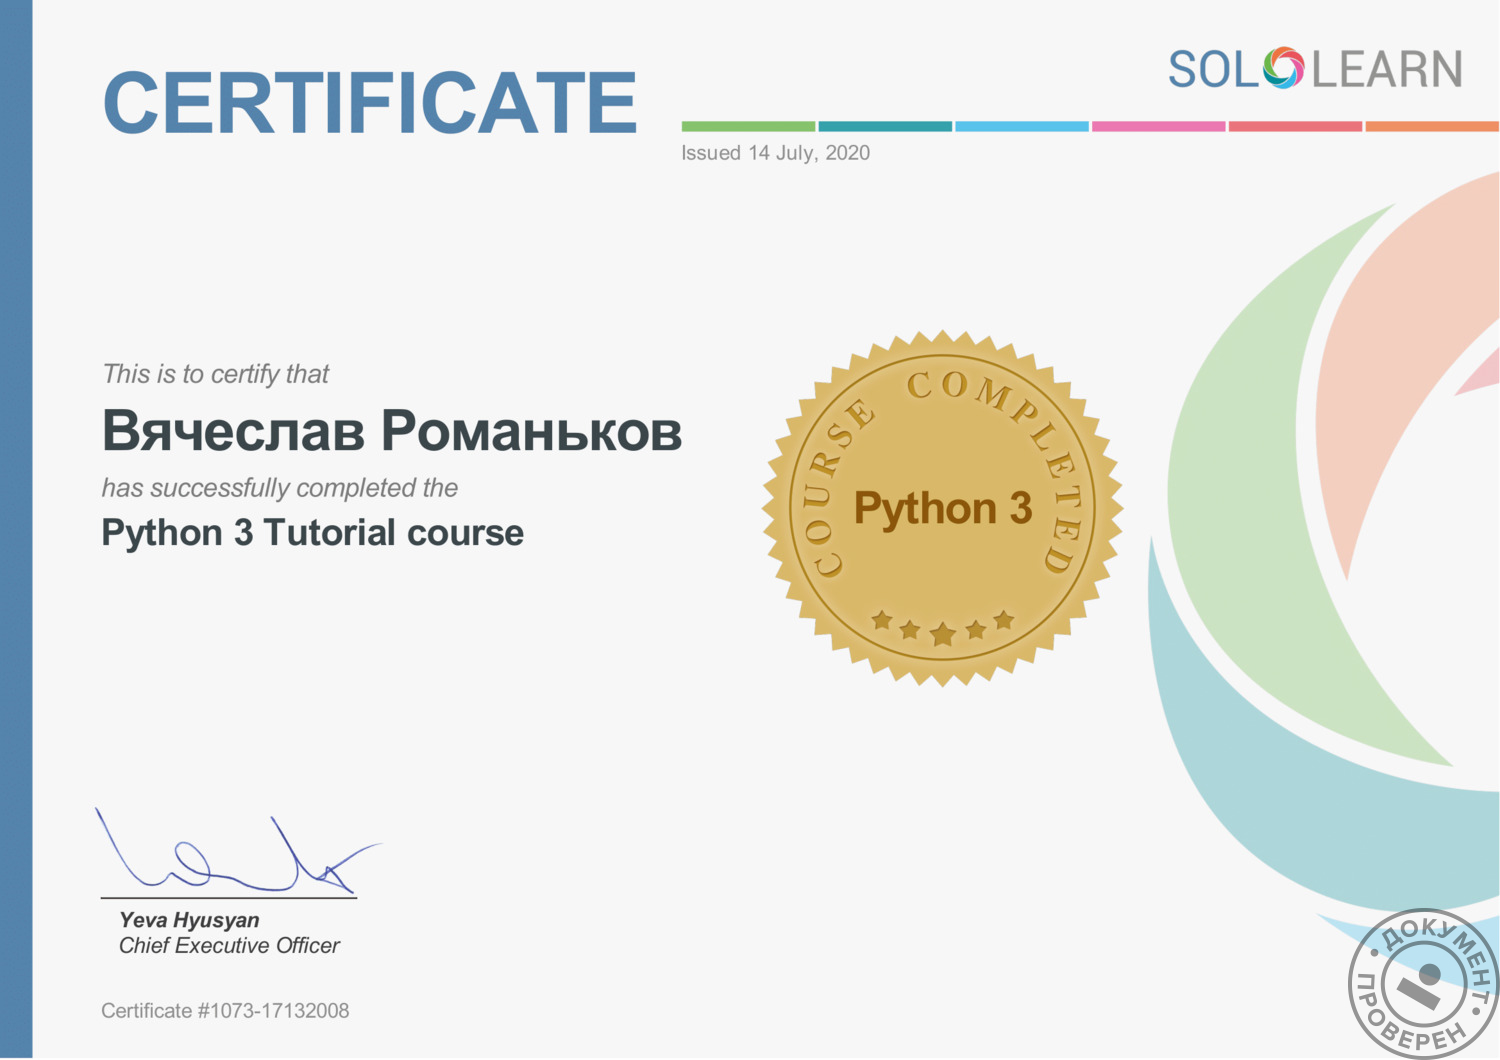 CERTIFICATE
SOLOLEARN
Issued 14 July, 2020
This is to certify that
Вячеслав Романьков
has successfully completed the
Python 3 Tutorial course
COURSE COMPLETED
Python 3
Yeva Hyusyan
Chief Executive Officer
Certificate #1073-17132008
ДОКУМЕНТ
ПРОВЕРЕН